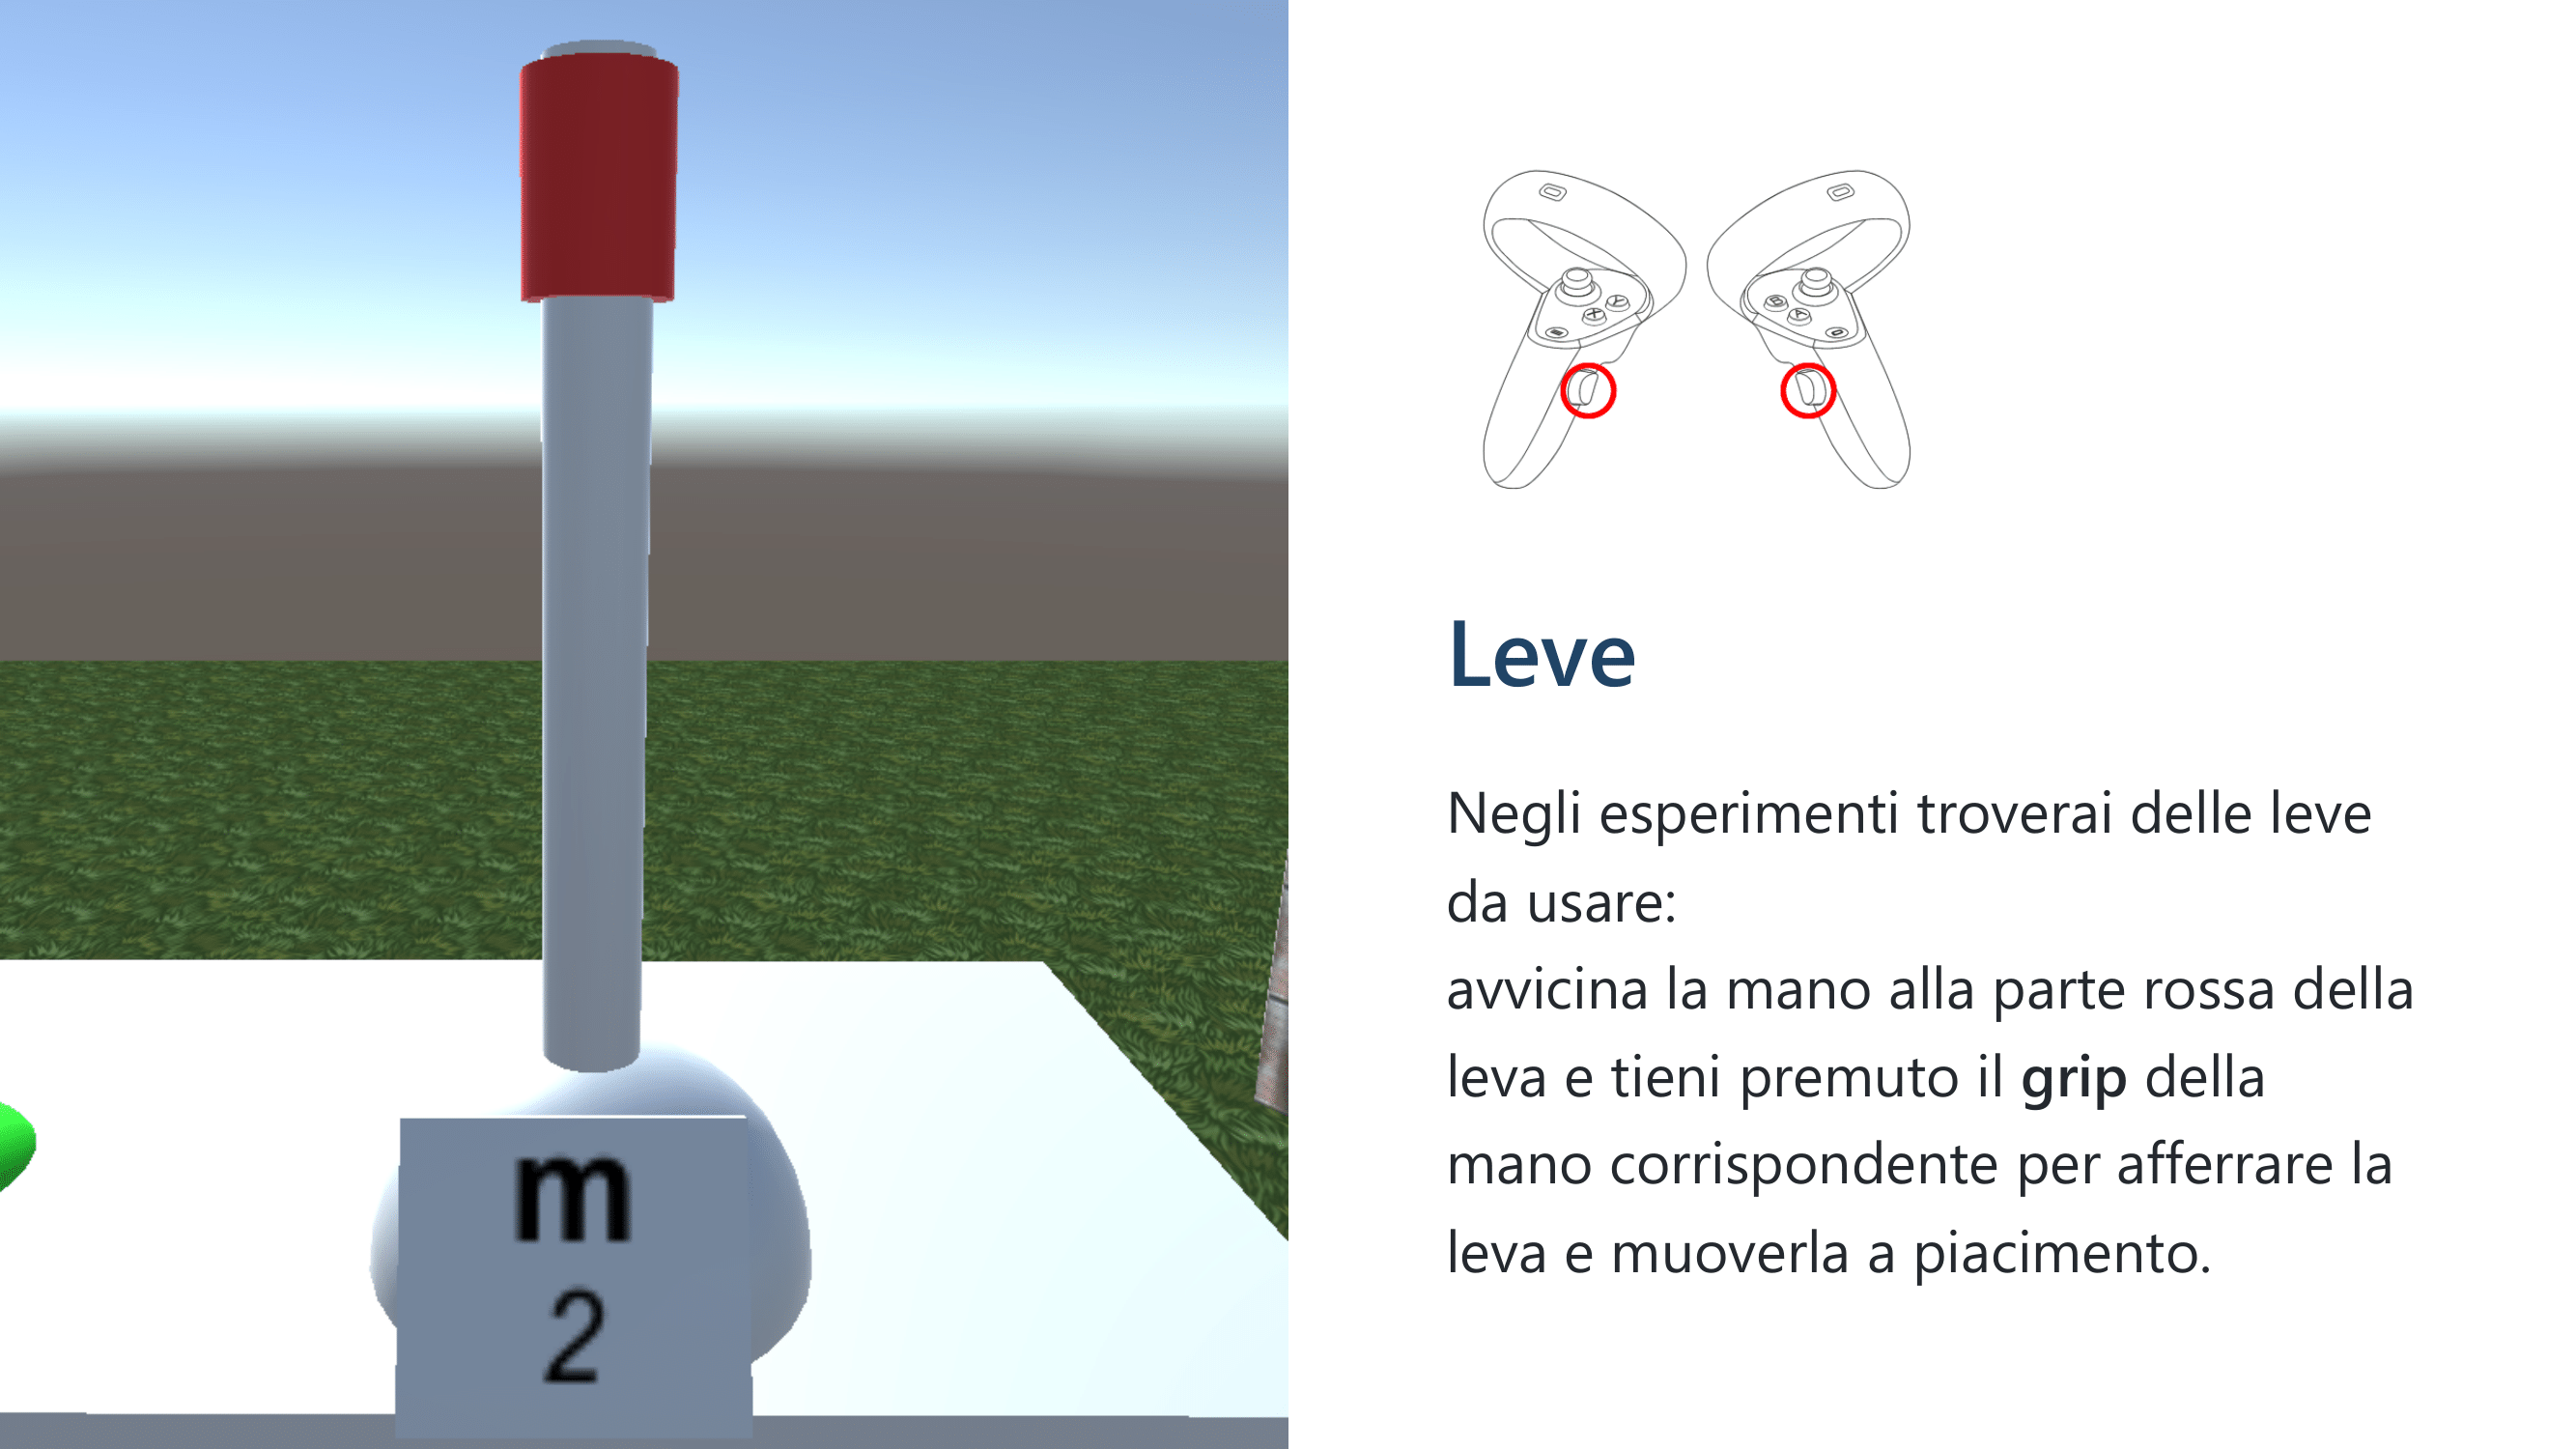 Y
X
B
A
Leve
Negli esperimenti troverai delle leve
da usare:
avvicina la mano alla parte rossa della
leva e tieni premuto il grip della
mano corrispondente per afferrare la
leva e muoverla a piacimento.
m
2